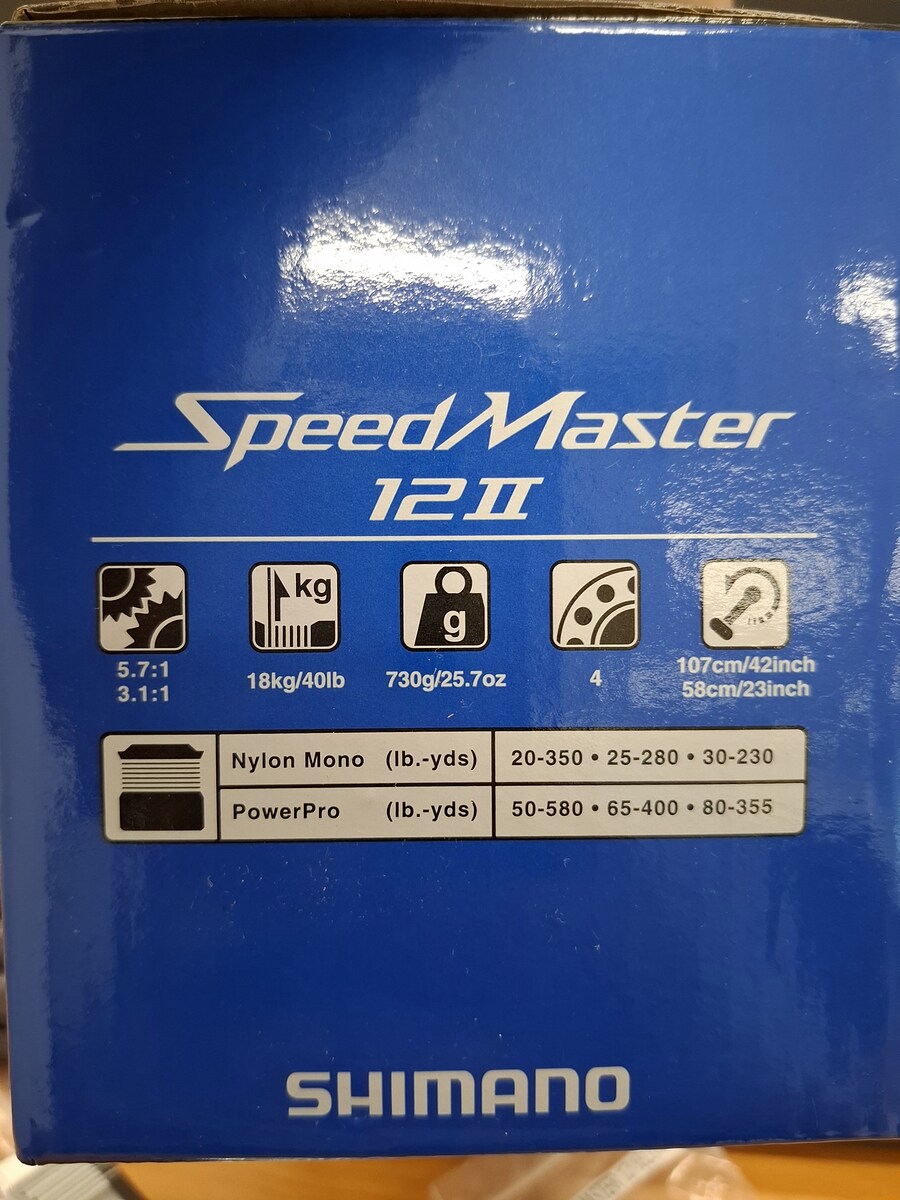 SpeedMaster
12II
kg
g
5.7:1
3.1:1
18kg/40lb
730g/25.7oz
4
107cm/42inch
58cm/23inch
Nylon Mono (lb.-yds) 20-350 • 25-280 • 30-230
PowerPro (lb.-yds) 50-580 • 65-400 • 80-355
SHIMANO